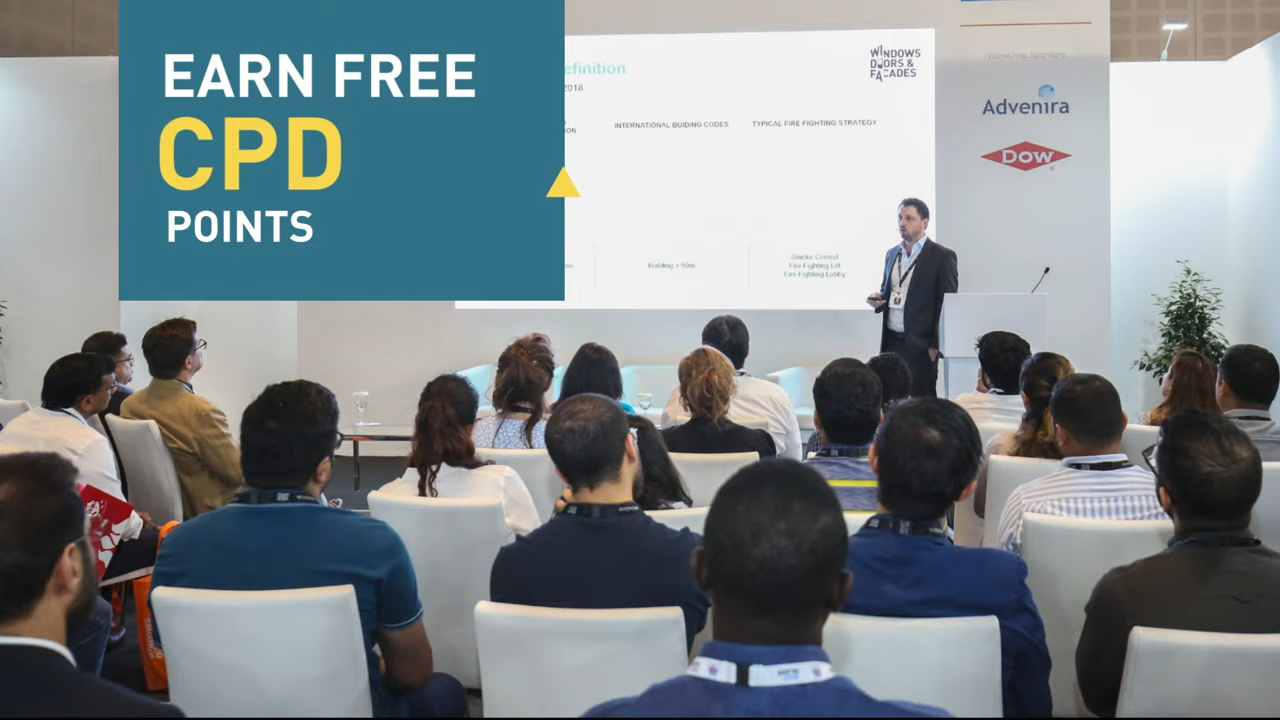 EARN FREE
CPD
POINTS
efinition
2018
INTERNATIONAL BUIDING CODES
TYPICAL FIRE FIGHTING STRATEGY
Building > 90m
Smoke Control
Fire Fighting Lift
Fire Fighting Lobby
WINDOWS
DOORS &
FACADES
Workshop Sponsors
Advenira
DOW